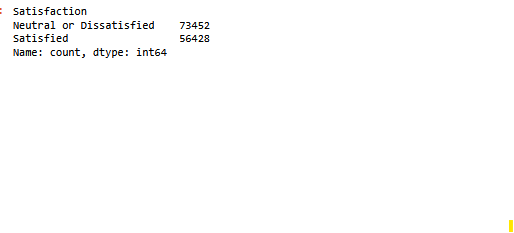 Satisfaction
Neutral or Dissatisfied    73452
Satisfied                  56428
Name: count, dtype: int64